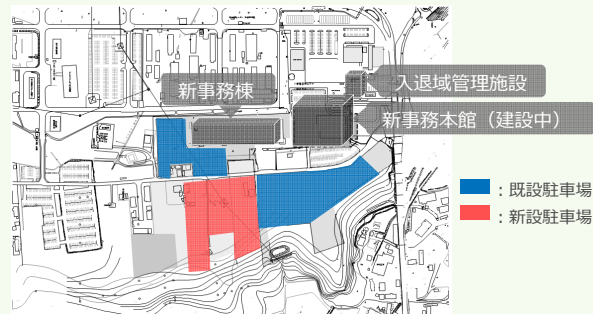 新事務棟
入退域管理施設
新事務本館（建設中）
：既設駐車場
：新設駐車場